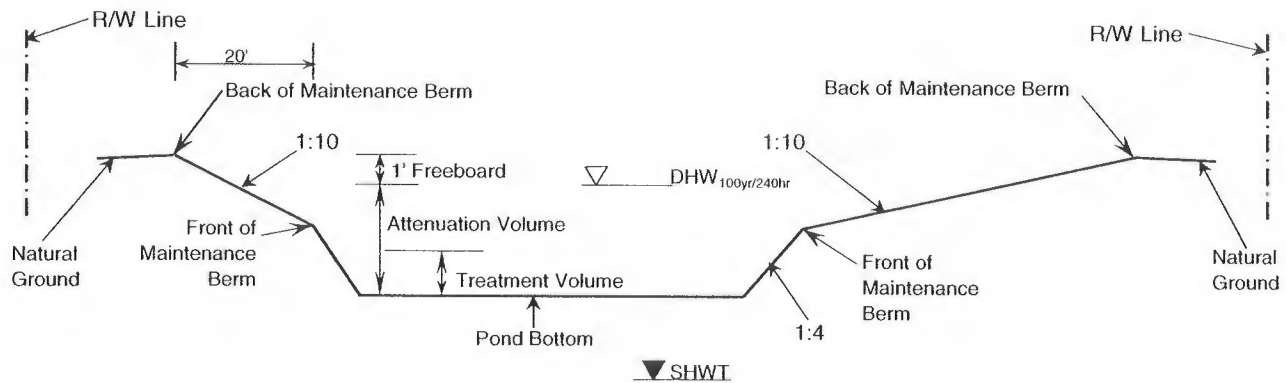 R/W Line
R/W Line
20'
Back of Maintenance Berm
Back of Maintenance Berm
1:10
1:10
1' Freeboard
DHW100yr/240hr
Attenuation Volume
Front of
Maintenance
Berm
Natural
Ground
Treatment Volume
Front of
Maintenance
Berm
Natural
Ground
1:4
Pond Bottom
SHWT